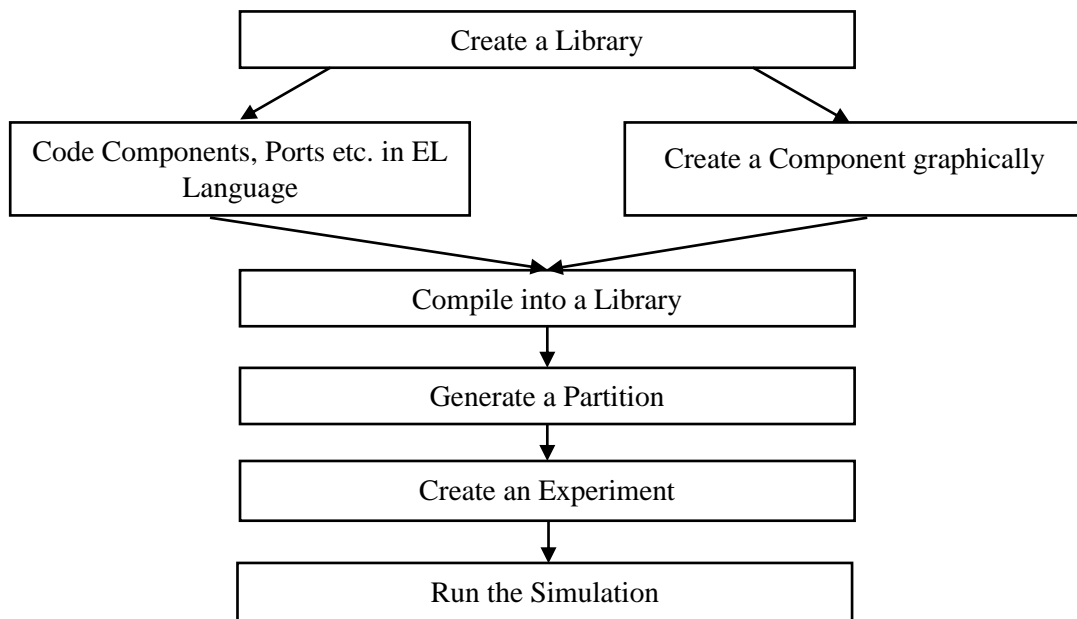 Create a Library
Code Components, Ports etc. in EL
Language
Create a Component graphically
Compile into a Library
Generate a Partition
Create an Experiment
Run the Simulation